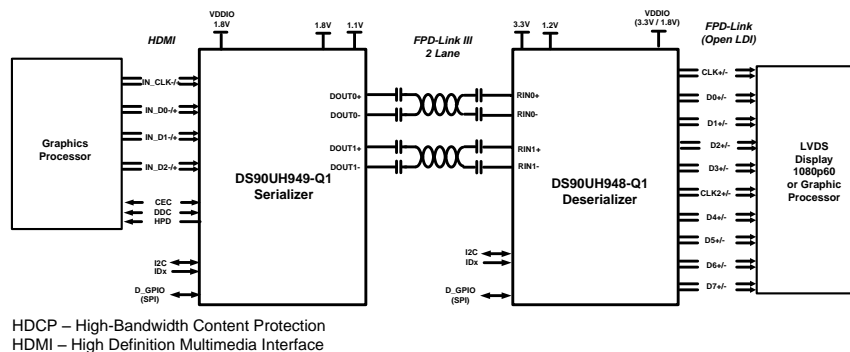 HDMI
VDDIO
1.8V
1.8V
1.1V
FPD-Link III
2 Lane
3.3V
1.2V
VDDIO
(3.3V / 1.8V)
FPD-Link
(Open LDI)
Graphics
Processor
IN_CLK-/+
IN_D0-/+
IN_D1-/+
IN_D2-/+
CEC
DDC
HPD
I2C
IDx
D_GPIO
(SPI)
DS90UH949-Q1
Serializer
DOUT0+
DOUT0-
DOUT1+
DOUT1-
RIN0+
RIN0-
RIN1+
RIN1-
I2C
IDx
D_GPIO
(SPI)
DS90UH948-Q1
Deserializer
CLK+/-
D0+/-
D1+/-
D2+/-
D3+/-
CLK2+/-
D4+/-
D5+/-
D6+/-
D7+/-
LVDS
Display
1080p60
or Graphic
Processor
HDCP – High-Bandwidth Content Protection
HDMI – High Definition Multimedia Interface